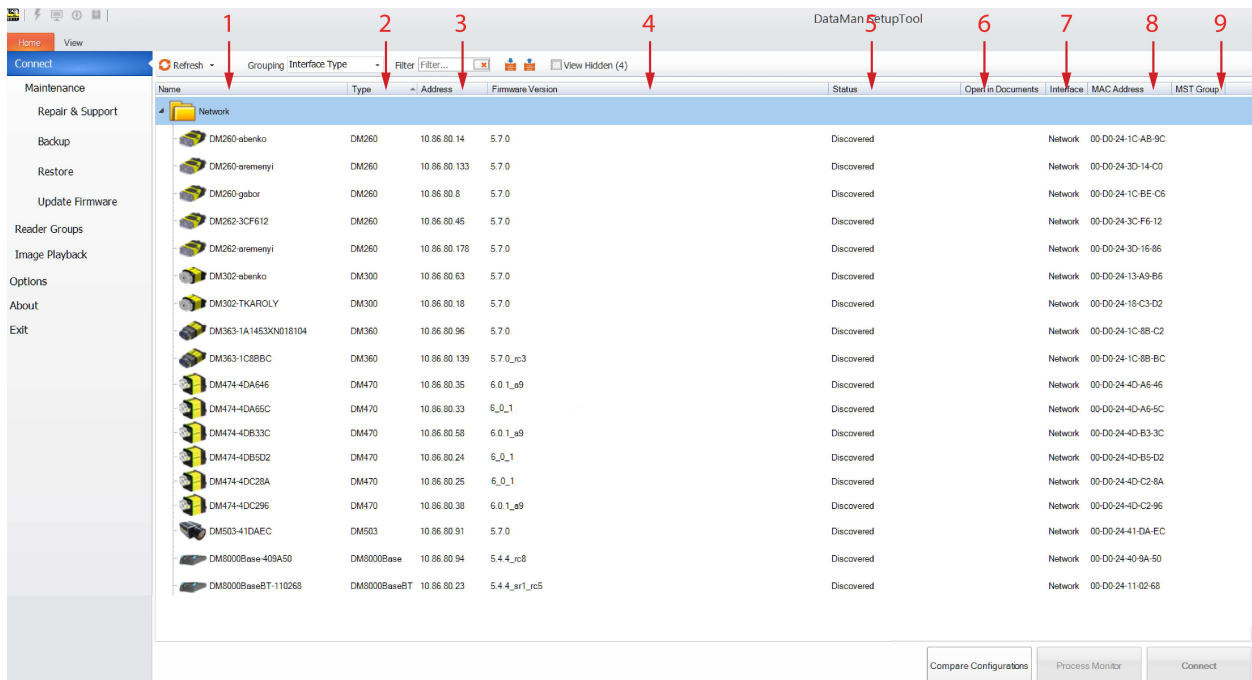 DataMan SetupTool
1 2 3 4 5 6 7 8 9
Home View
Connect
Maintenance
Repair & Support
Backup
Restore
Update Firmware
Reader Groups
Image Playback
Options
About
Exit
Refresh Grouping Interface Type Filter Filter... View Hidden (4)
Name Type Address Firmware Version Status Open in Documents Interface MAC Address MST Group
Network
DM260-abenko DM260 10.86.80.14 5.7.0 Discovered Network 00-D0-24-1C-AB-9C
DM260-aremenyi DM260 10.86.80.133 5.7.0 Discovered Network 00-D0-24-3D-14-C0
DM260-gabor DM260 10.86.80.8 5.7.0 Discovered Network 00-D0-24-1C-BE-C6
DM262-3CF612 DM260 10.86.80.45 5.7.0 Discovered Network 00-D0-24-3C-F6-12
DM262-aremenyi DM260 10.86.80.178 5.7.0 Discovered Network 00-D0-24-3D-16-86
DM302-abenko DM300 10.86.80.63 5.7.0 Discovered Network 00-D0-24-13-A9-B6
DM302-TKAROLY DM300 10.86.80.18 5.7.0 Discovered Network 00-D0-24-18-C3-D2
DM363-1A1453XN018104 DM360 10.86.80.96 5.7.0 Discovered Network 00-D0-24-1C-8B-C2
DM363-1C8BBC DM360 10.86.80.139 5.7.0_rc3 Discovered Network 00-D0-24-1C-8B-BC
DM474-4DA646 DM470 10.86.80.35 6.0.1_a9 Discovered Network 00-D0-24-4D-A6-46
DM474-4DA65C DM470 10.86.80.33 6_0_1 Discovered Network 00-D0-24-4D-A6-5C
DM474-4DB33C DM470 10.86.80.58 6.0.1_a9 Discovered Network 00-D0-24-4D-B3-3C
DM474-4DB5D2 DM470 10.86.80.24 6_0_1 Discovered Network 00-D0-24-4D-B5-D2
DM474-4DC28A DM470 10.86.80.25 6_0_1 Discovered Network 00-D0-24-4D-C2-8A
DM474-4DC296 DM470 10.86.80.38 6.0.1_a9 Discovered Network 00-D0-24-4D-C2-96
DM503-41DAEC DM503 10.86.80.91 5.7.0 Discovered Network 00-D0-24-41-DA-EC
DM8000Base-409A50 DM8000Base 10.86.80.94 5.4.4_rc8 Discovered Network 00-D0-24-40-9A-50
DM8000BaseBT-110268 DM8000BaseBT 10.86.80.23 5.4.4_sr1_rc5 Discovered Network 00-D0-24-11-02-68
Compare Configurations Process Monitor Connect